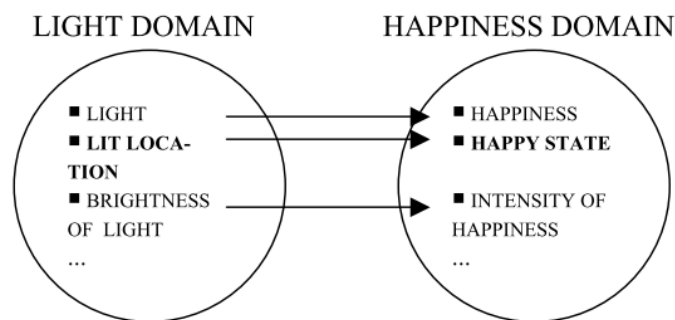 LIGHT DOMAIN
■ LIGHT
■ LIT LOCA-
TION
■ BRIGHTNESS
OF LIGHT
...
HAPPINESS DOMAIN
■ HAPPINESS
■ HAPPY STATE
■ INTENSITY OF
HAPPINESS
...